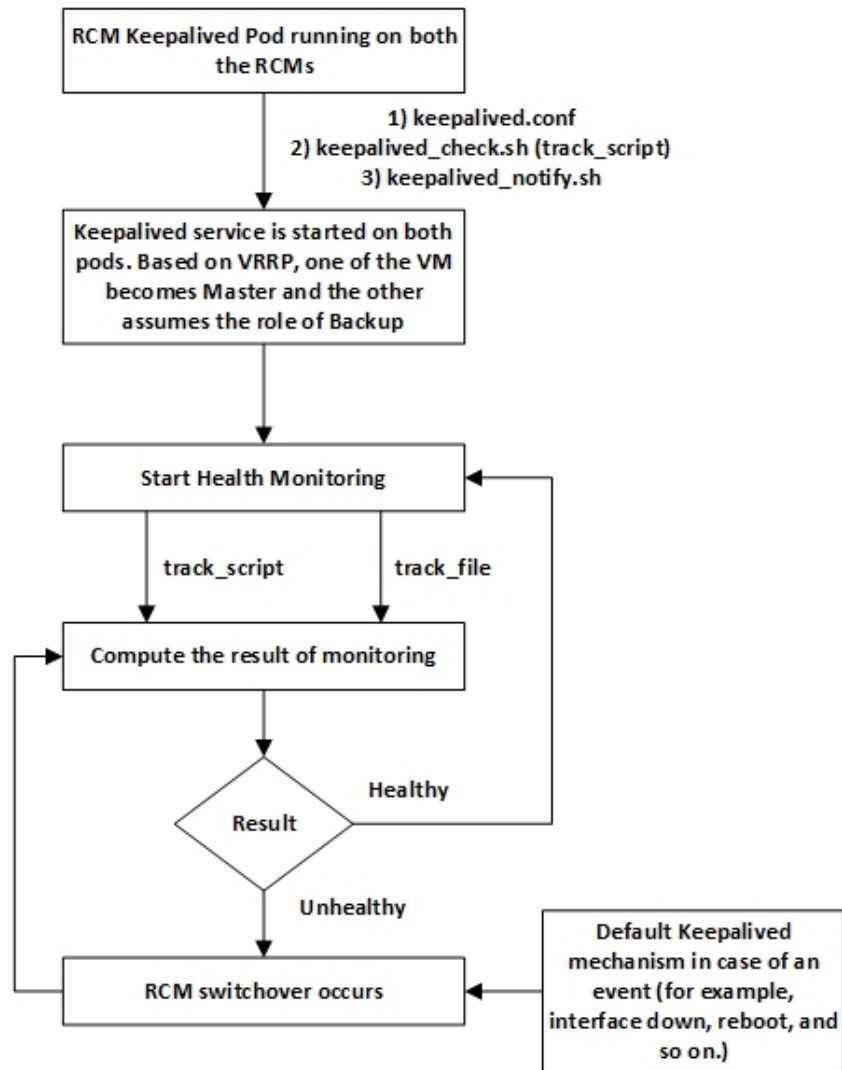 RCM Keepalived Pod running on both
the RCMs
1) keepalived.conf
2) keepalived_check.sh (track_script)
3) keepalived_notify.sh
Keepalived service is started on both
pods. Based on VRRP, one of the VM
becomes Master and the other
assumes the role of Backup
Start Health Monitoring
track_script
track_file
Compute the result of monitoring
Result
Healthy
Unhealthy
RCM switchover occurs
Default Keepalived
mechanism in case of an
event (for example,
interface down, reboot, and
so on.)